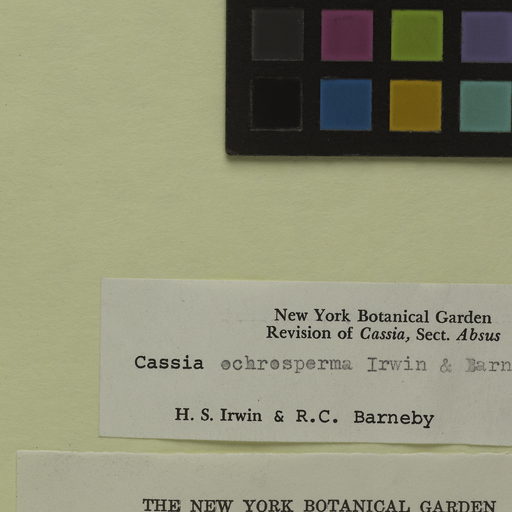 New York Botanical Garden
Revision of Cassia, Sect. Absus
Cassia ochrosperma Irwin & Barn
H. S. Irwin & R.C. Barneby
THE NEW YORK BOTANICAL GARDEN